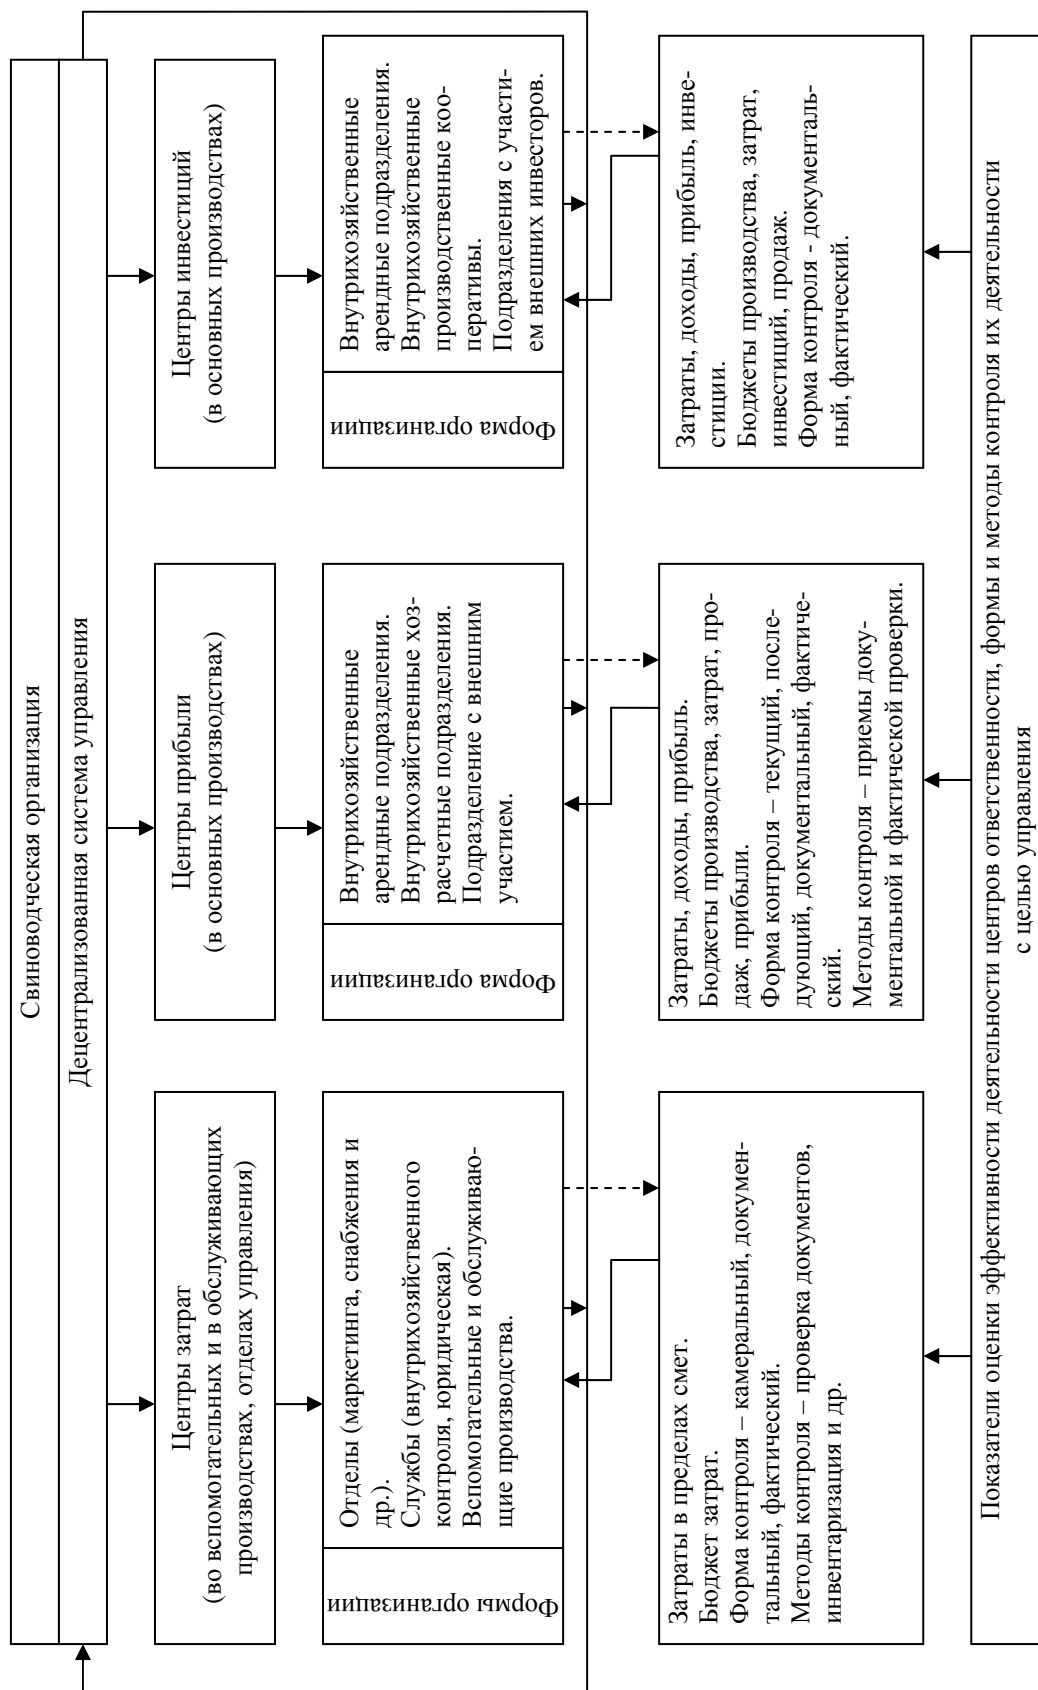 Свиноводческая организация
Децентрализованная система управления
Центры затрат
(во вспомогательных и в обслуживающих
производствах, отделах управления)
Центры прибыли
(в основных производствах)
Центры инвестиций
(в основных производствах)
Формы организации
Отделы (маркетинга, снабжения и
др.).
Службы (внутрихозяйственного
контроля, юридическая).
Вспомогательные и обслуживаю-
щие производства.
Форма организации
Внутрихозяйственные
арендные подразделения.
Внутрихозяйственные хоз-
расчетные подразделения.
Подразделение с внешним
участием.
Форма организации
Внутрихозяйственные
арендные подразделения.
Внутрихозяйственные
производственные коо-
перативы.
Подразделения с участи-
ем внешних инвесторов.
Затраты в пределах смет.
Бюджет затрат.
Форма контроля – камеральный, докумен-
тальный, фактический.
Методы контроля – проверка документов,
инвентаризация и др.
Затраты, доходы, прибыль.
Бюджеты производства, затрат, про-
даж, прибыли.
Форма контроля – текущий, после-
дующий, документальный, фактиче-
ский.
Методы контроля – приемы доку-
ментальной и фактической проверки.
Затраты, доходы, прибыль, инве-
стиции.
Бюджеты производства, затрат,
инвестиций, продаж.
Форма контроля - документаль-
ный, фактический.
Показатели оценки эффективности деятельности центров ответственности, формы и методы контроля их деятельности
с целью управления